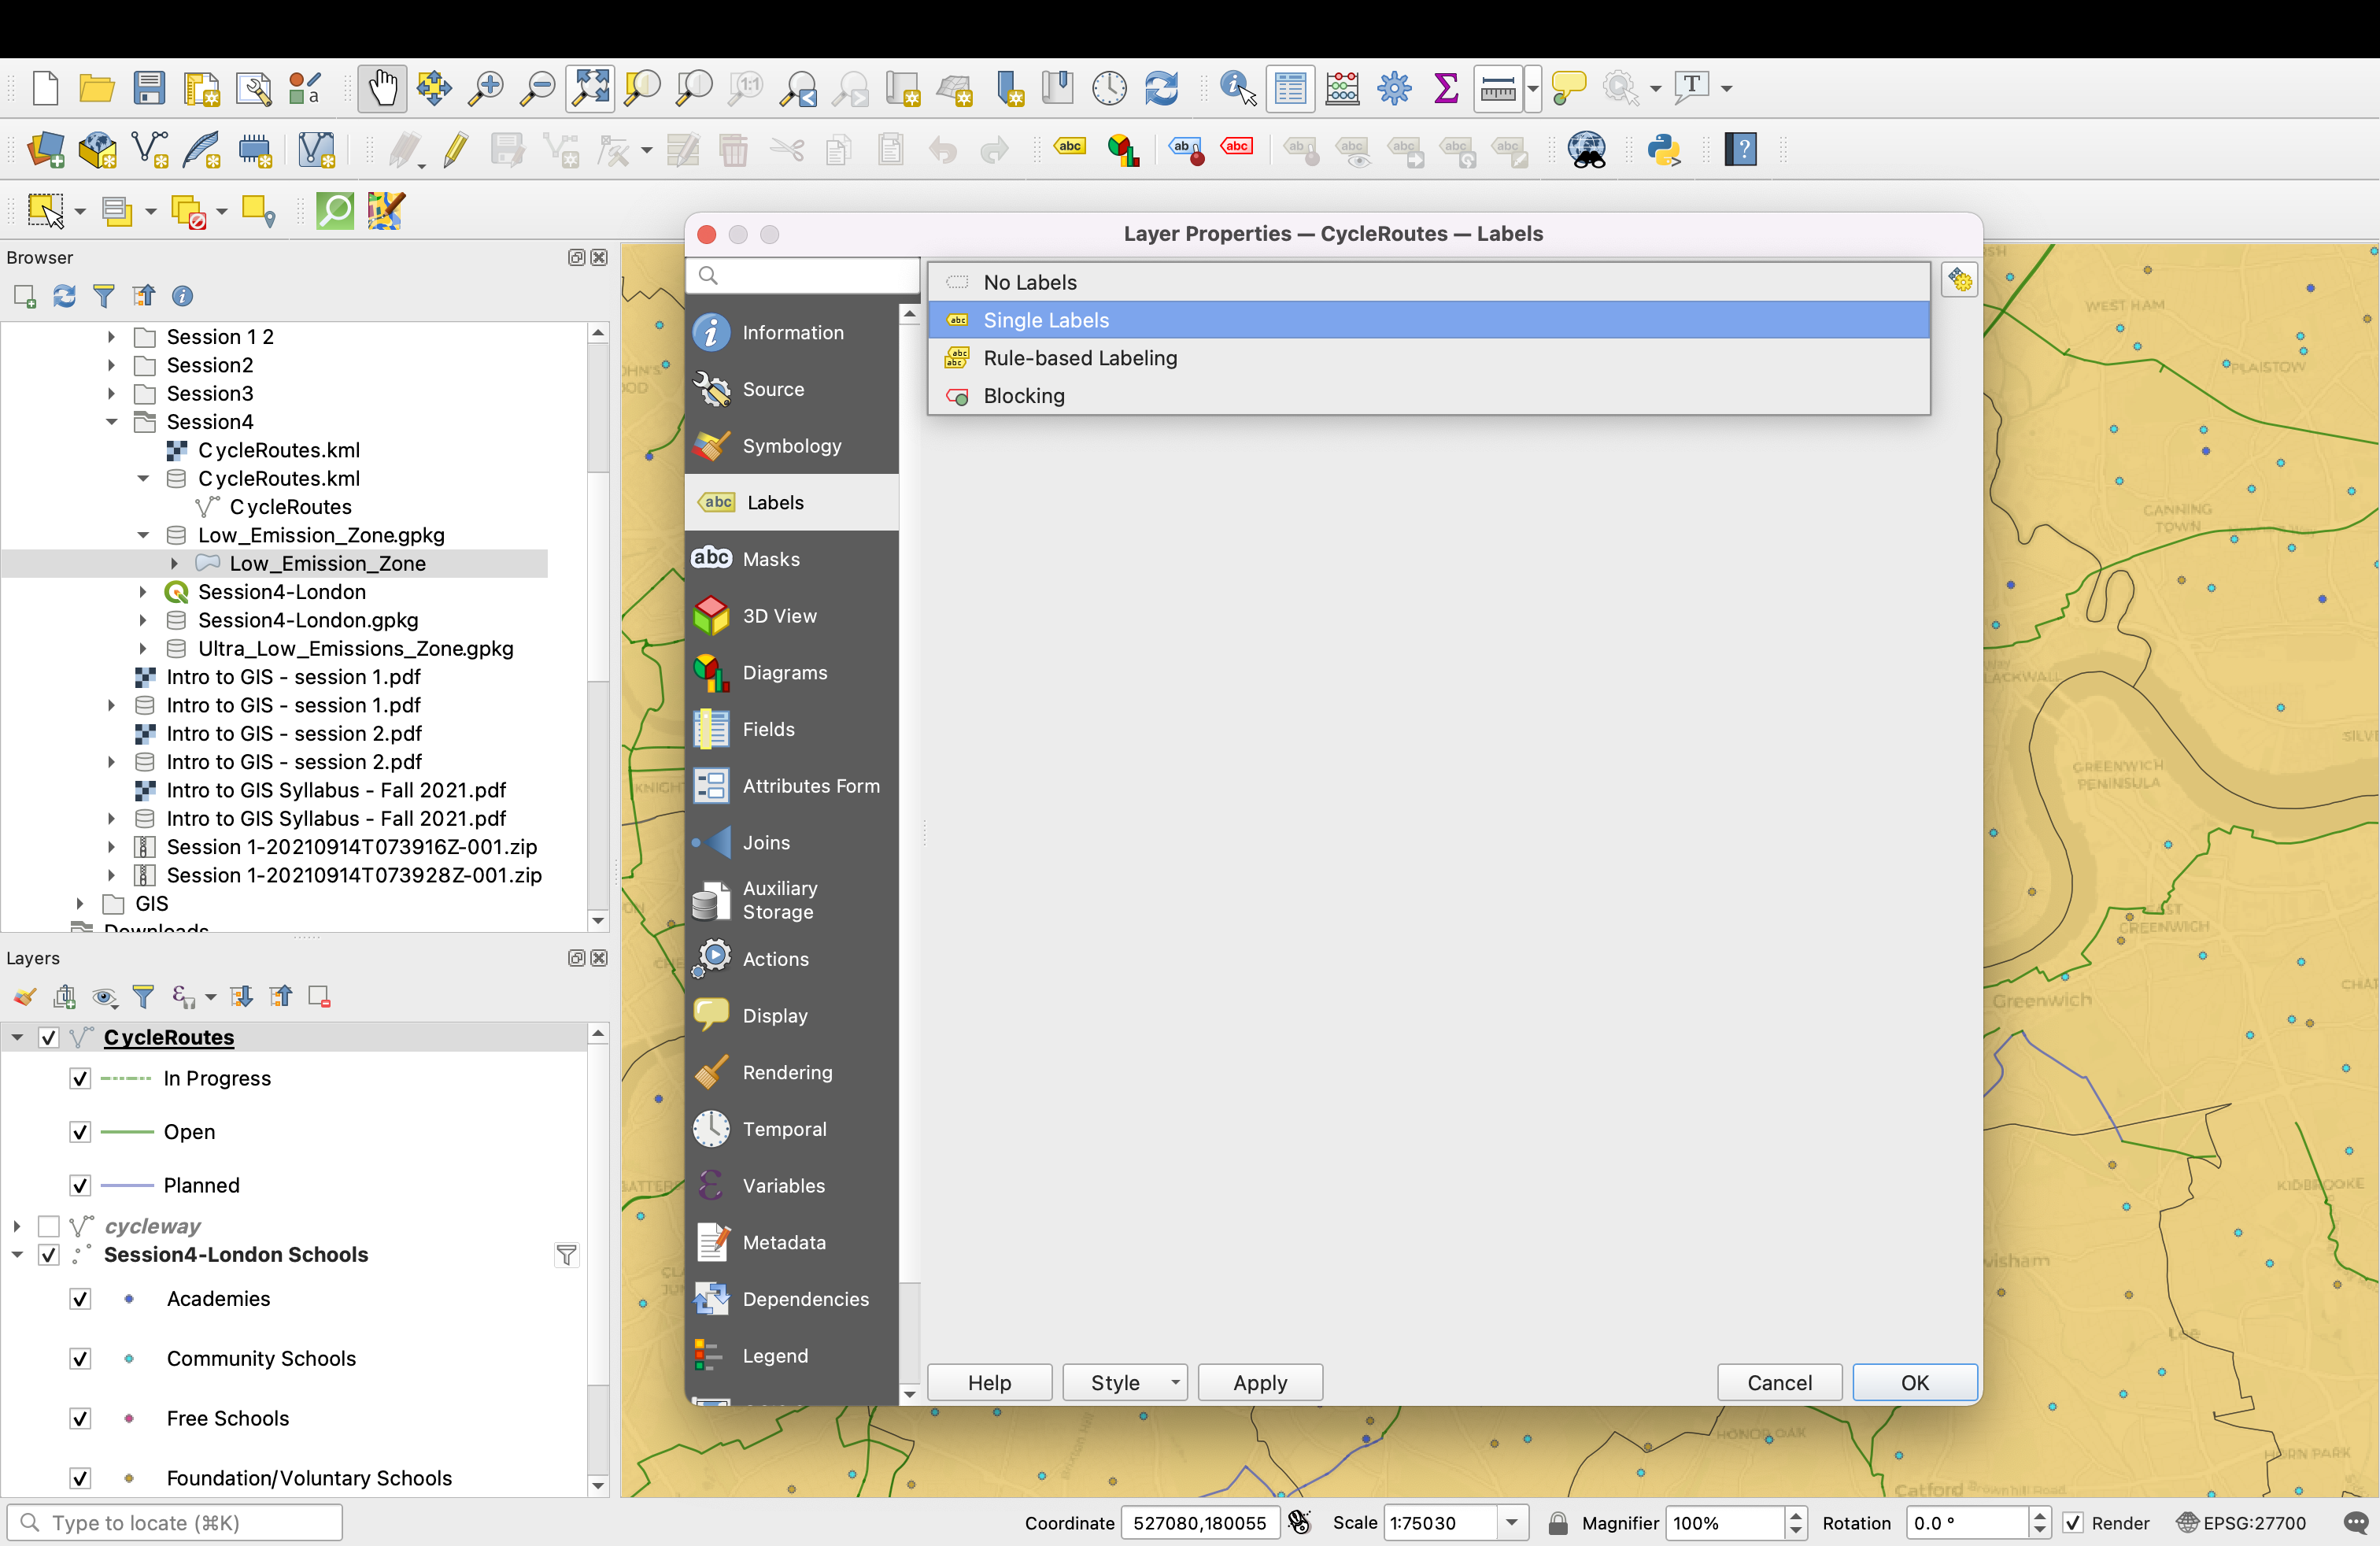 Layer Properties — CycleRoutes — Labels
Browser
Session 1 2
Session2
Session3
Session4
CycleRoutes.kml
CycleRoutes.kml
CycleRoutes
Low_Emission_Zone.gpkg
Low_Emission_Zone
Session4-London
Session4-London.gpkg
Ultra_Low_Emissions_Zone.gpkg
Intro to GIS - session 1.pdf
Intro to GIS - session 1.pdf
Intro to GIS - session 2.pdf
Intro to GIS - session 2.pdf
Intro to GIS Syllabus - Fall 2021.pdf
Intro to GIS Syllabus - Fall 2021.pdf
Session 1-20210914T073916Z-001.zip
Session 1-20210914T073928Z-001.zip
GIS
Downloads
Layers
CycleRoutes
In Progress
Open
Planned
cycleway
Session4-London Schools
Academies
Community Schools
Free Schools
Foundation/Voluntary Schools
Information
Source
Symbology
abc Labels
abc Masks
3D View
Diagrams
Fields
Attributes Form
Joins
Auxiliary
Storage
Actions
Display
Rendering
Temporal
Variables
Metadata
Dependencies
Legend
No Labels
Single Labels
Rule-based Labeling
Blocking
Help
Style
Apply
Cancel
OK
WEST HAM
PLAISTOW
CANNING
TOWN
GREENWICH
PENINSULA
EAST
GREENWICH
Greenwich
KIDBROOKE
Lee
HONOR OAK
HORN PARK
Catford
Type to locate (⌘K)
Coordinate 527080,180055
Scale 1:75030
Magnifier 100%
Rotation 0.0 °
Render
EPSG:27700